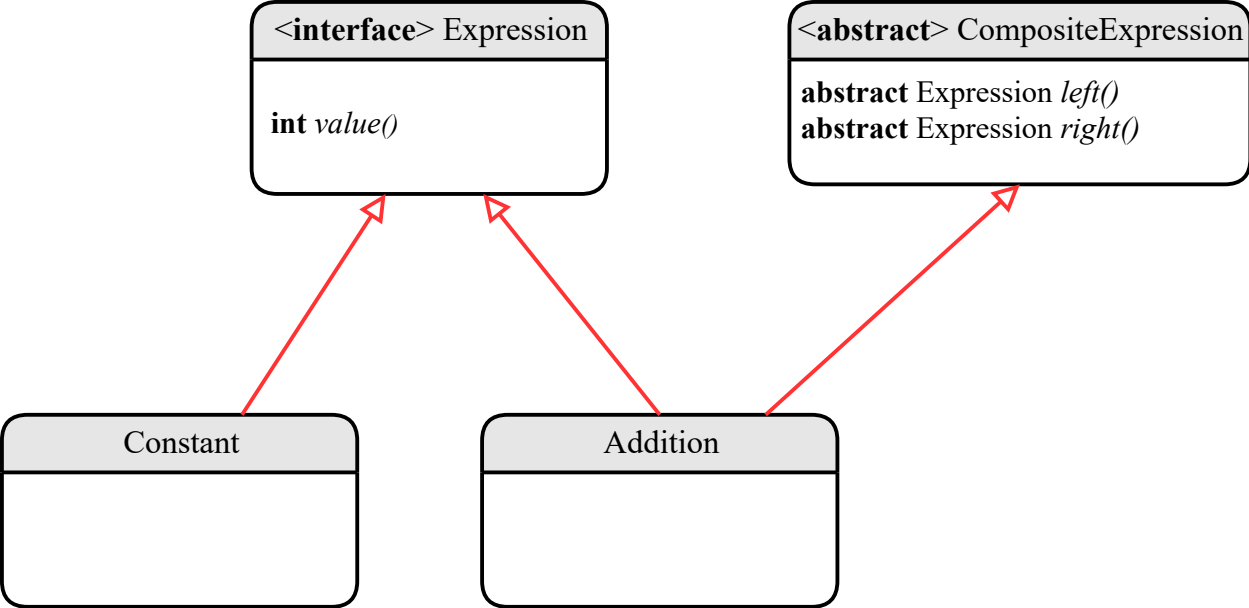 <interface> Expression
int value()
<abstract> CompositeExpression
abstract Expression left()
abstract Expression right()
Constant
Addition